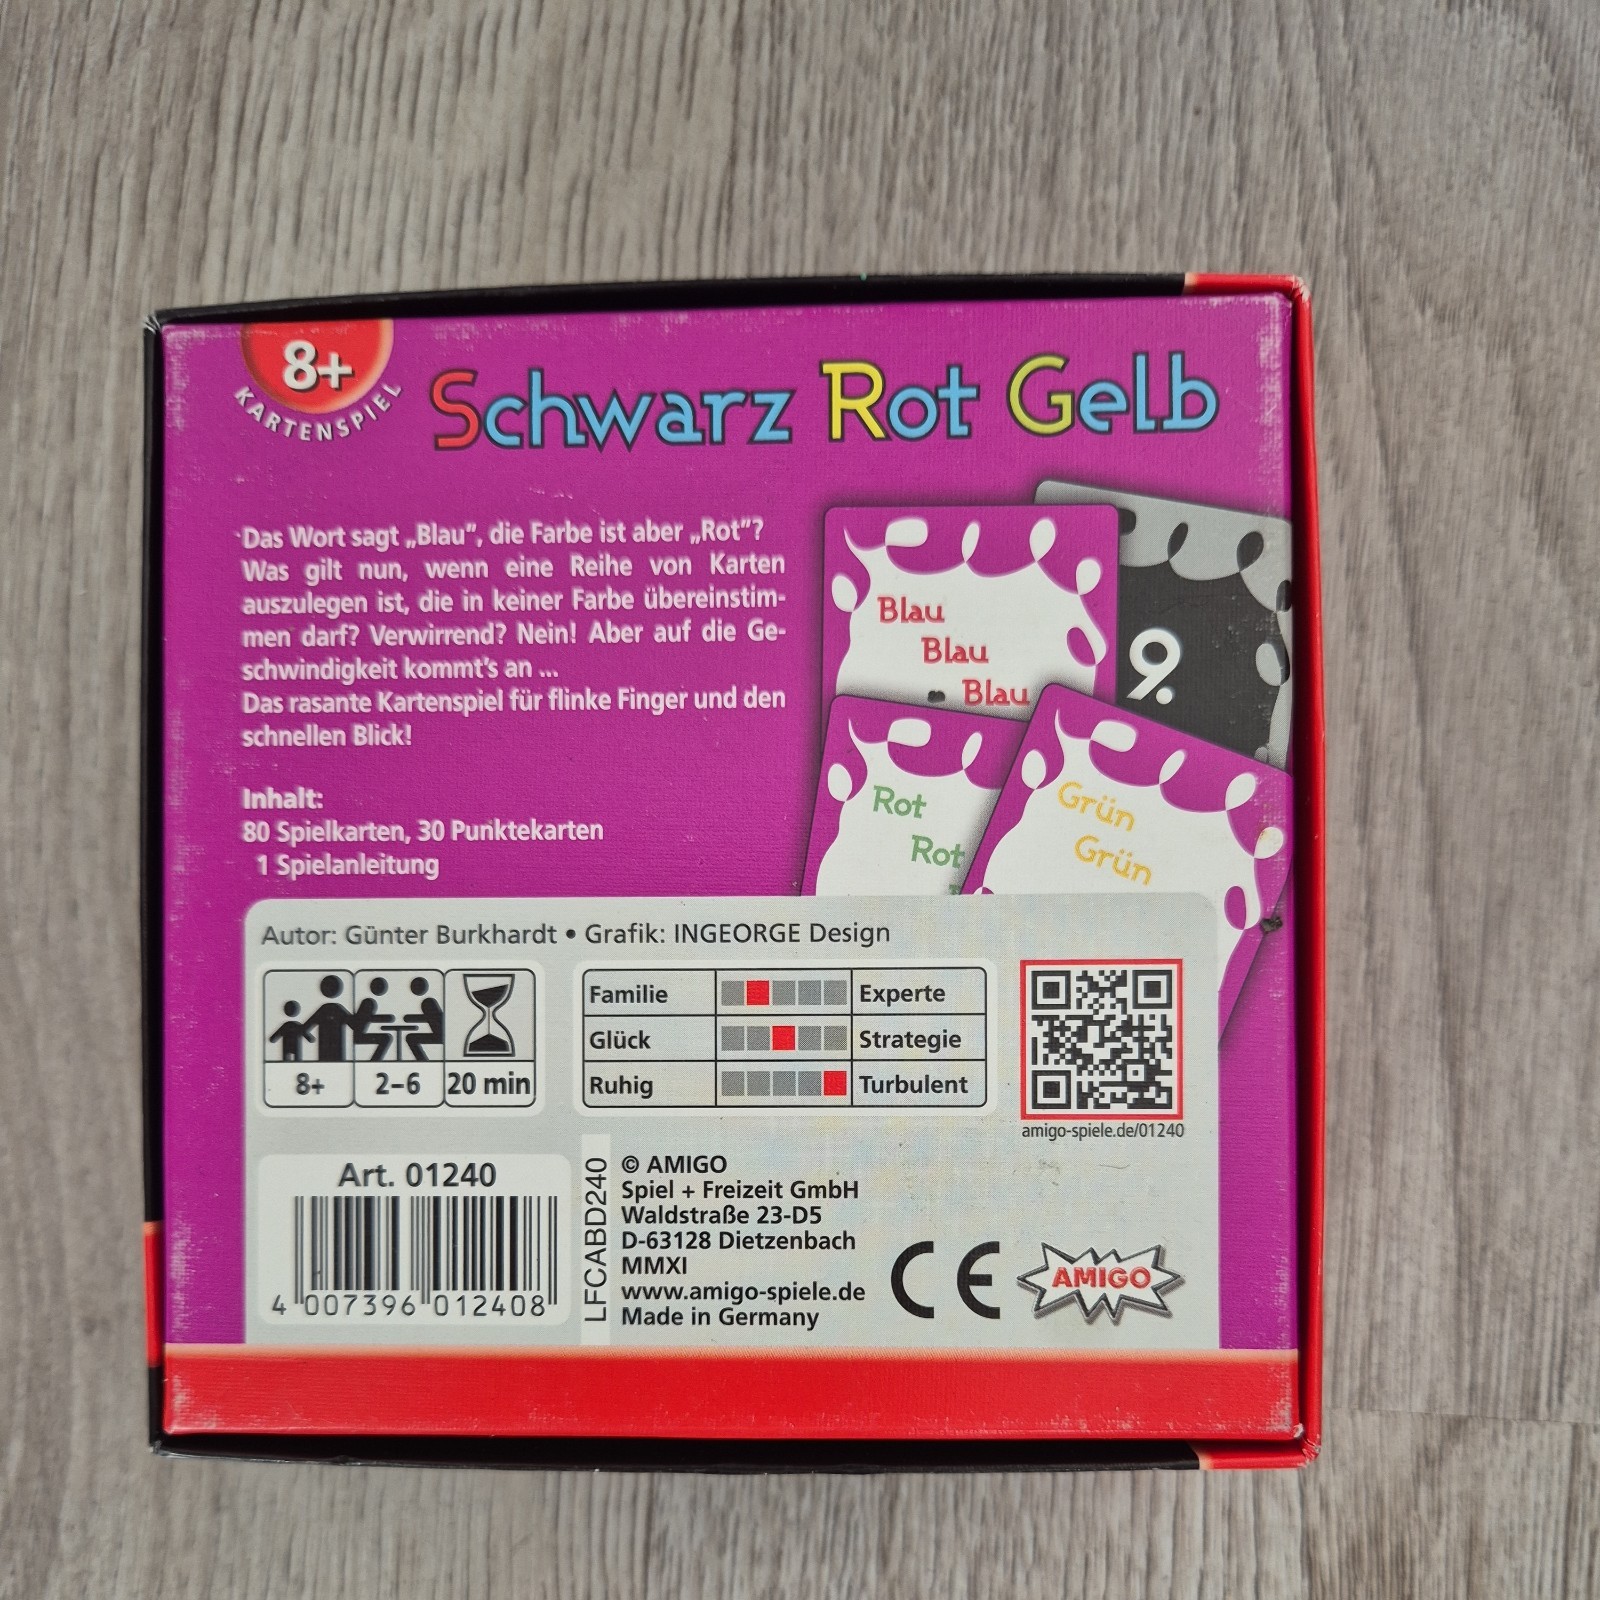 8+
KARTENSPIEL
Schwarz Rot Gelb
Das Wort sagt „Blau”, die Farbe ist aber „Rot”?
Was gilt nun, wenn eine Reihe von Karten
auszulegen ist, die in keiner Farbe übereinstim-
men darf? Verwirrend? Nein! Aber auf die Ge-
schwindigkeit kommt’s an ...
Das rasante Kartenspiel für flinke Finger und den
schnellen Blick!
Inhalt:
80 Spielkarten, 30 Punktekarten
1 Spielanleitung
Blau
Blau
Blau
9.
Rot
Rot
Grün
Grün
Autor: Günter Burkhardt • Grafik: INGEORGE Design
8+ 2–6 20 min
Familie Experte
Glück Strategie
Ruhig Turbulent
amigo-spiele.de/01240
Art. 01240
4 007396 012408
LFCABD240
© AMIGO
Spiel + Freizeit GmbH
Waldstraße 23-D5
D-63128 Dietzenbach
MMXI
www.amigo-spiele.de
Made in Germany
CE
AMIGO